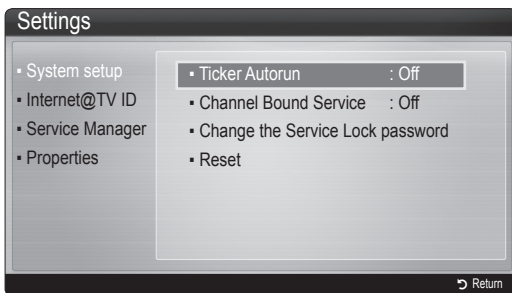 Settings
▪ System setup
▪ Internet@TV ID
▪ Service Manager
▪ Properties
▪ Ticker Autorun : Off
▪ Channel Bound Service : Off
▪ Change the Service Lock password
▪ Reset
Return